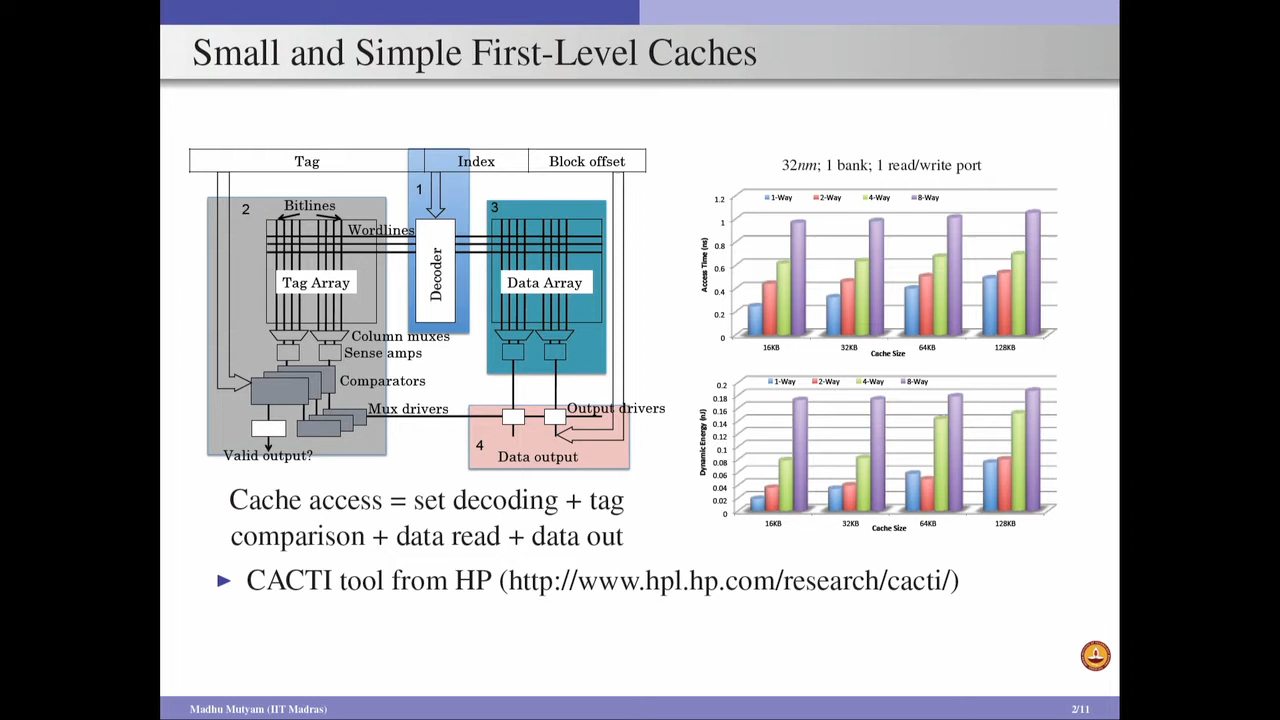 Small and Simple First-Level Caches
Tag
Index
Block offset
1
2
3
Bitlines
Wordlines
Decoder
Tag Array
Data Array
Column muxes
Sense amps
Comparators
Mux drivers
Output drivers
4
Valid output?
Data output
32nm; 1 bank; 1 read/write port
1-Way 2-Way 4-Way 8-Way
Access Time (ns)
1.2
1
0.8
0.6
0.4
0.2
0
16KB 32KB 64KB 128KB
Cache Size
1-Way 2-Way 4-Way 8-Way
Dynamic Energy (nJ)
0.2
0.18
0.16
0.14
0.12
0.1
0.08
0.06
0.04
0.02
0
16KB 32KB 64KB 128KB
Cache Size
Cache access = set decoding + tag
comparison + data read + data out
CACTI tool from HP (http://www.hpl.hp.com/research/cacti/)
Madhu Mutyam (IIT Madras)
2/11